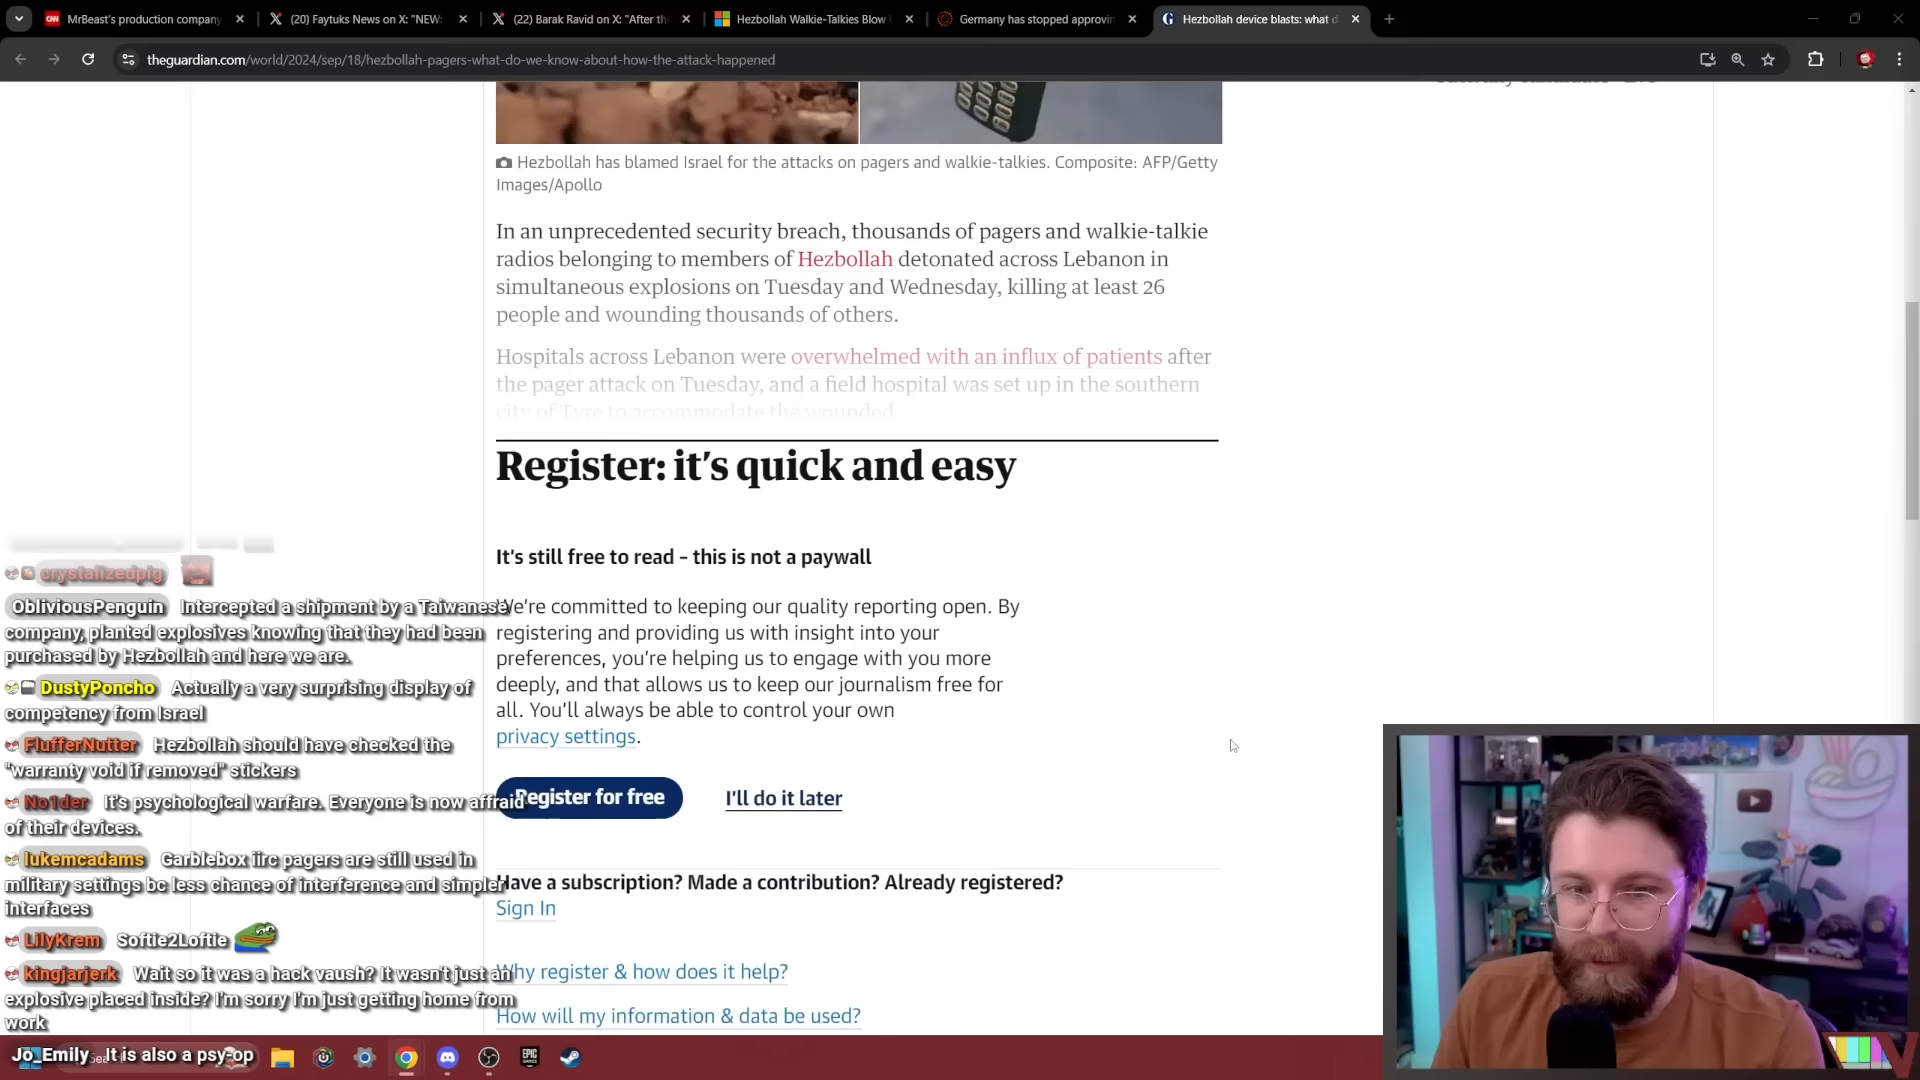 MrBeast's production company
(20) Faytuks News on X: "NEW:
(22) Barak Ravid on X: "After th
Hezbollah Walkie-Talkies Blow
Germany has stopped approvin
Hezbollah device blasts: what d
theguardian.com/world/2024/sep/18/hezbollah-pagers-what-do-we-know-about-how-the-attack-happened
Hezbollah has blamed Israel for the attacks on pagers and walkie-talkies. Composite: AFP/Getty
Images/Apollo
In an unprecedented security breach, thousands of pagers and walkie-talkie
radios belonging to members of Hezbollah detonated across Lebanon in
simultaneous explosions on Tuesday and Wednesday, killing at least 26
people and wounding thousands of others.
Hospitals across Lebanon were overwhelmed with an influx of patients after
the pager attack on Tuesday, and a field hospital was set up in the southern
city of Tyre to accommodate the wounded
Register: it's quick and easy
It's still free to read – this is not a paywall
We're committed to keeping our quality reporting open. By
registering and providing us with insight into your
preferences, you're helping us to engage with you more
deeply, and that allows us to keep our journalism free for
all. You'll always be able to control your own
privacy settings.
Register for free
I'll do it later
Have a subscription? Made a contribution? Already registered?
Sign In
Why register & how does it help?
How will my information & data be used?
crystalizedpig
ObliviousPenguin Intercepted a shipment by a Taiwanese
company, planted explosives knowing that they had been
purchased by Hezbollah and here we are.
DustyPoncho Actually a very surprising display of
competency from Israel
FlufferNutter Hezbollah should have checked the
"warranty void if removed" stickers
No1der It's psychological warfare. Everyone is now affraid
of their devices.
lukemcadams Garblebox iirc pagers are still used in
military settings bc less chance of interference and simpler
interfaces
LilyKrem Softie2Loftie
kingjarjerk Wait so it was a hack vaush? It wasn't just an
explosive placed inside? I'm sorry I'm just getting home from
work
Jo_Emily It is also a psy-op
EPIC
GAMES